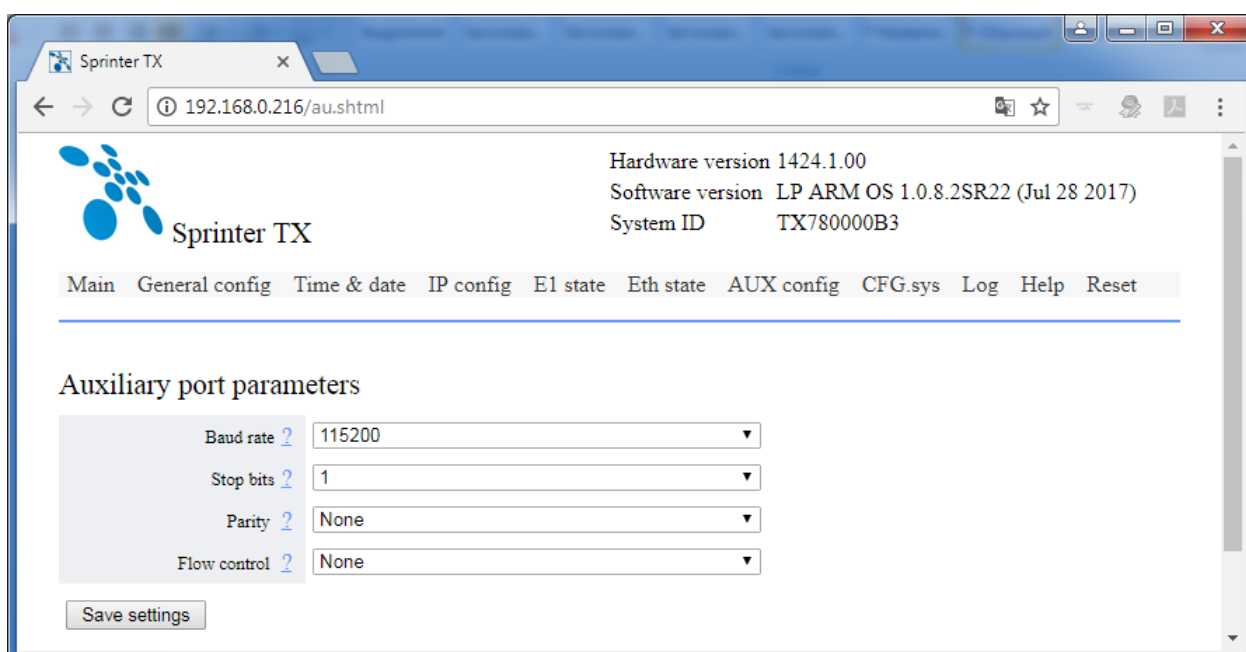 Sprinter TX
192.168.0.216/au.shtml
Hardware version 1424.1.00
Software version LP ARM OS 1.0.8.2SR22 (Jul 28 2017)
System ID TX780000B3
Sprinter TX
Main General config Time & date IP config E1 state Eth state AUX config CFG.sys Log Help Reset
Auxiliary port parameters
Baud rate ? 115200
Stop bits ? 1
Parity ? None
Flow control ? None
Save settings